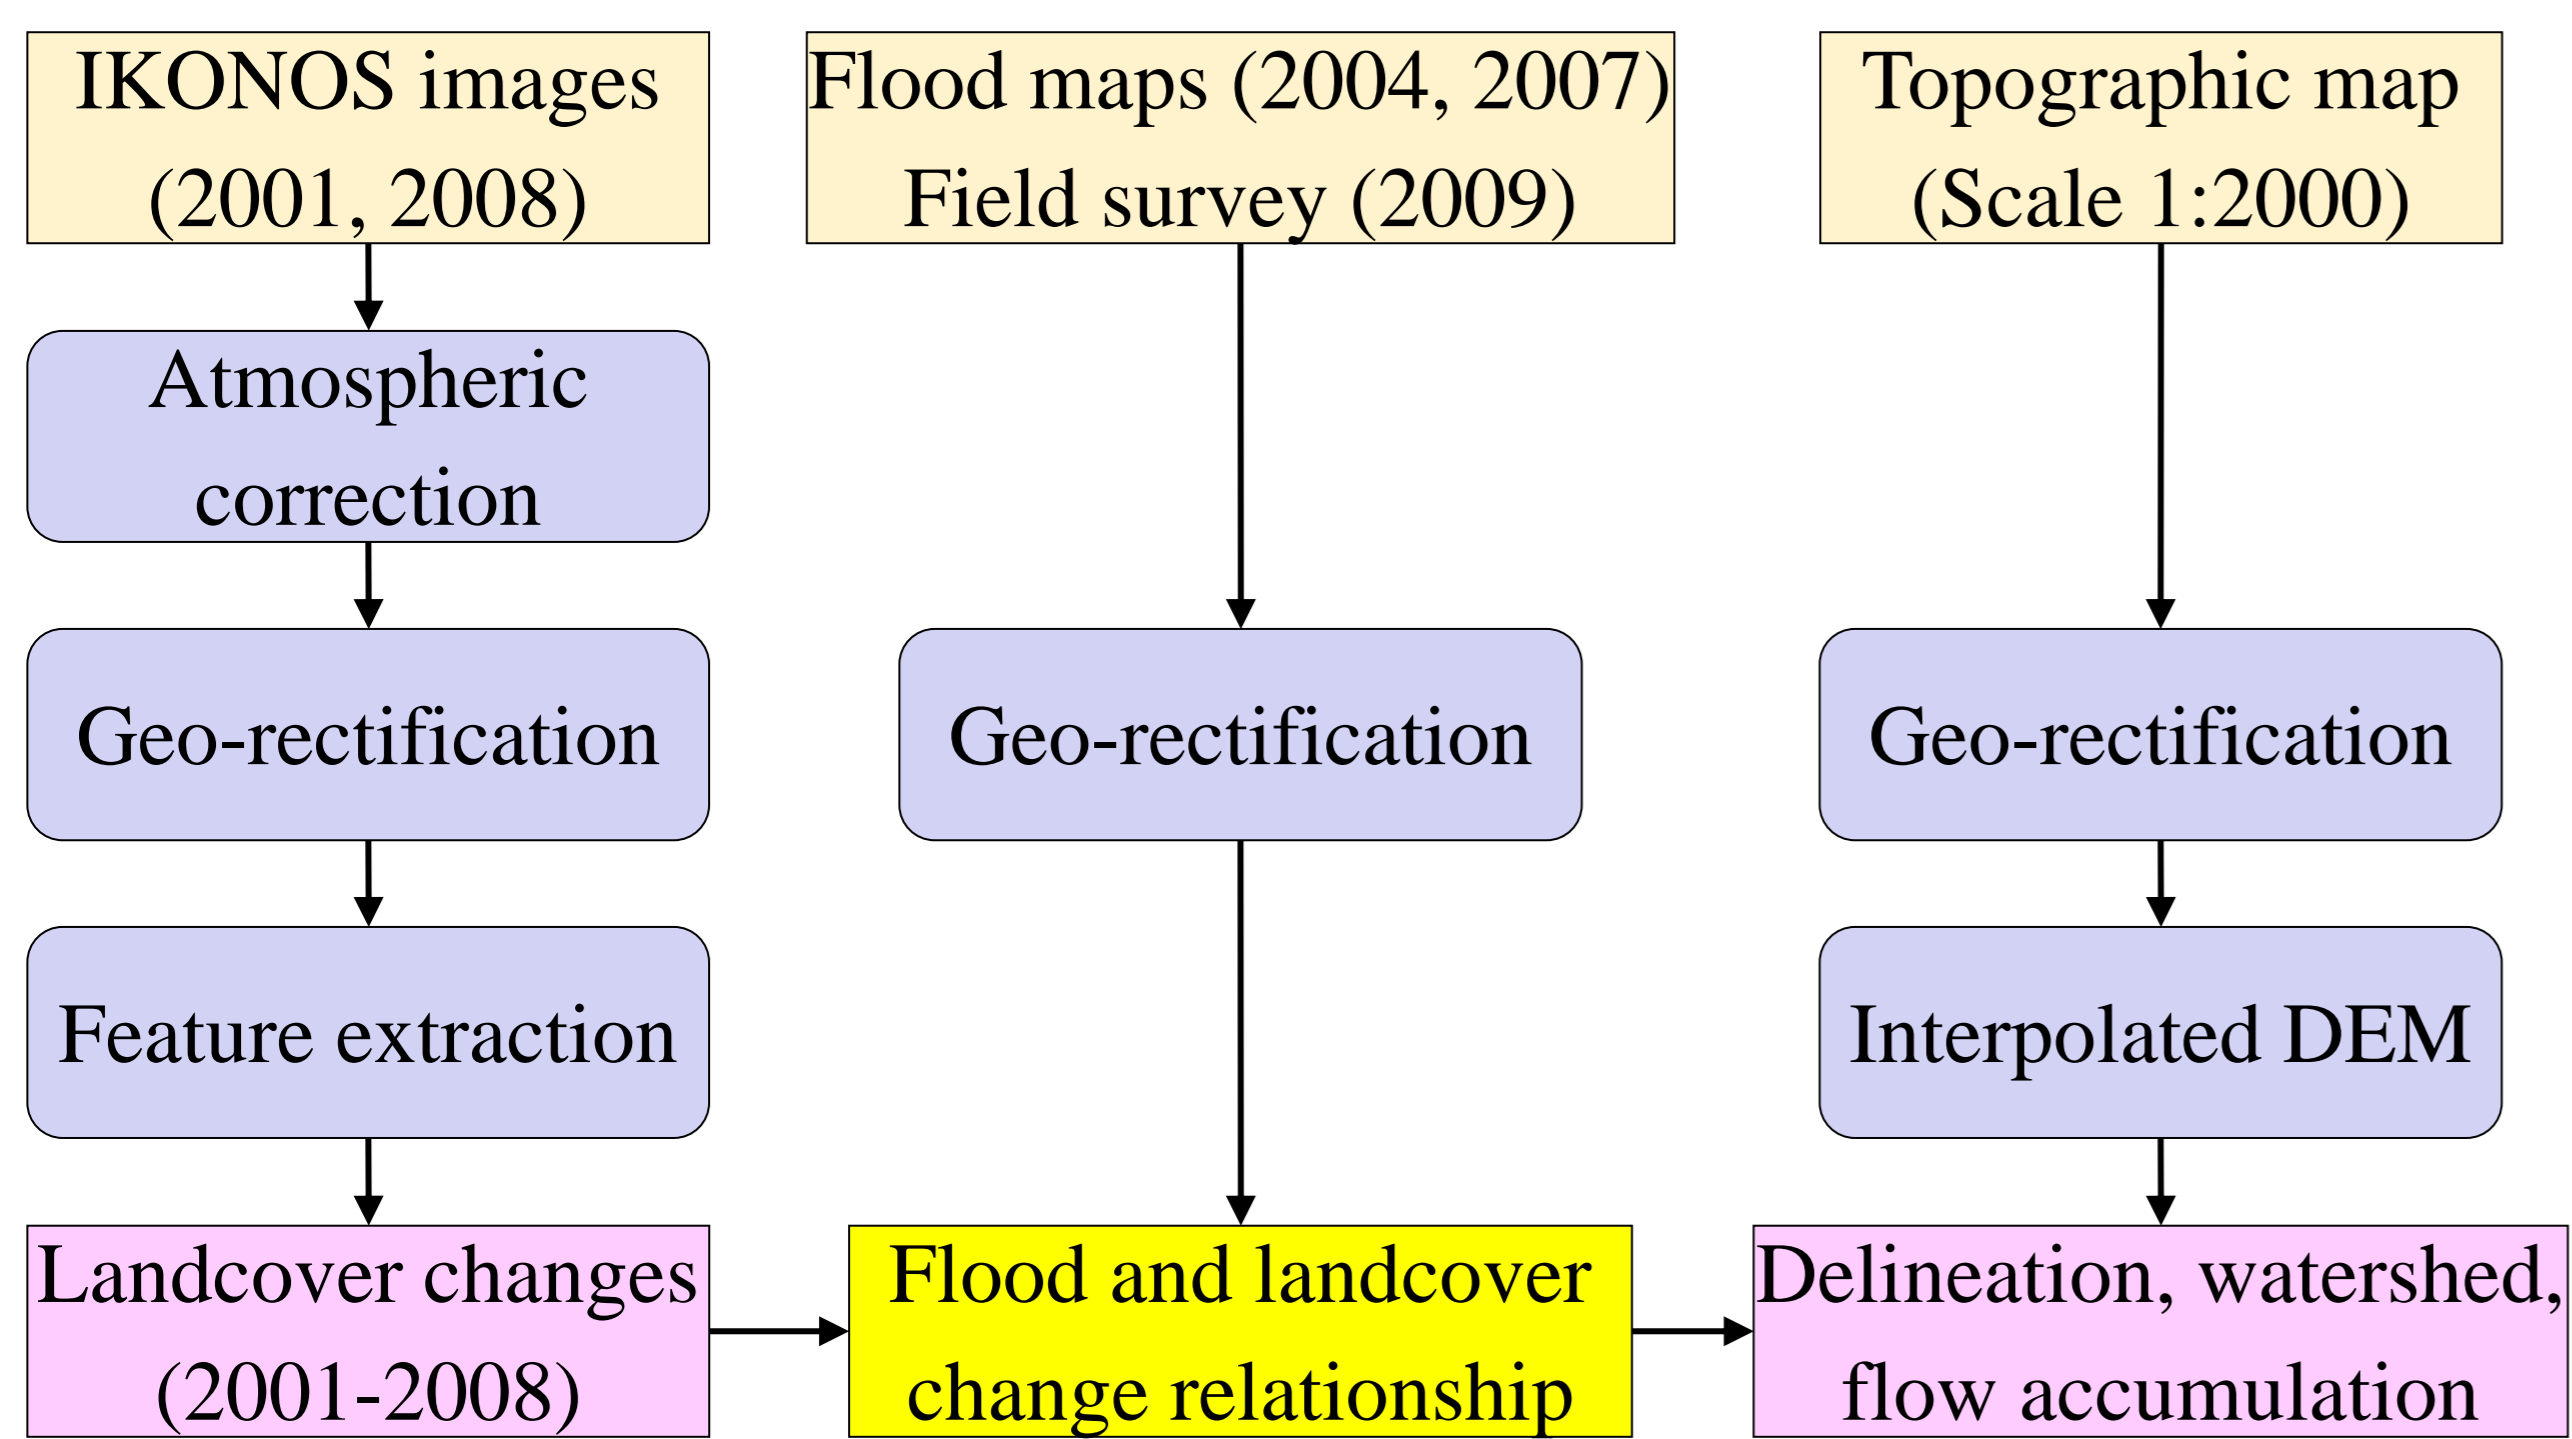 IKONOS images
(2001, 2008)
Flood maps (2004, 2007)
Field survey (2009)
Topographic map
(Scale 1:2000)
Atmospheric
correction
Geo-rectification
Geo-rectification
Geo-rectification
Feature extraction
Interpolated DEM
Landcover changes
(2001-2008)
Flood and landcover
change relationship
Delineation, watershed,
flow accumulation